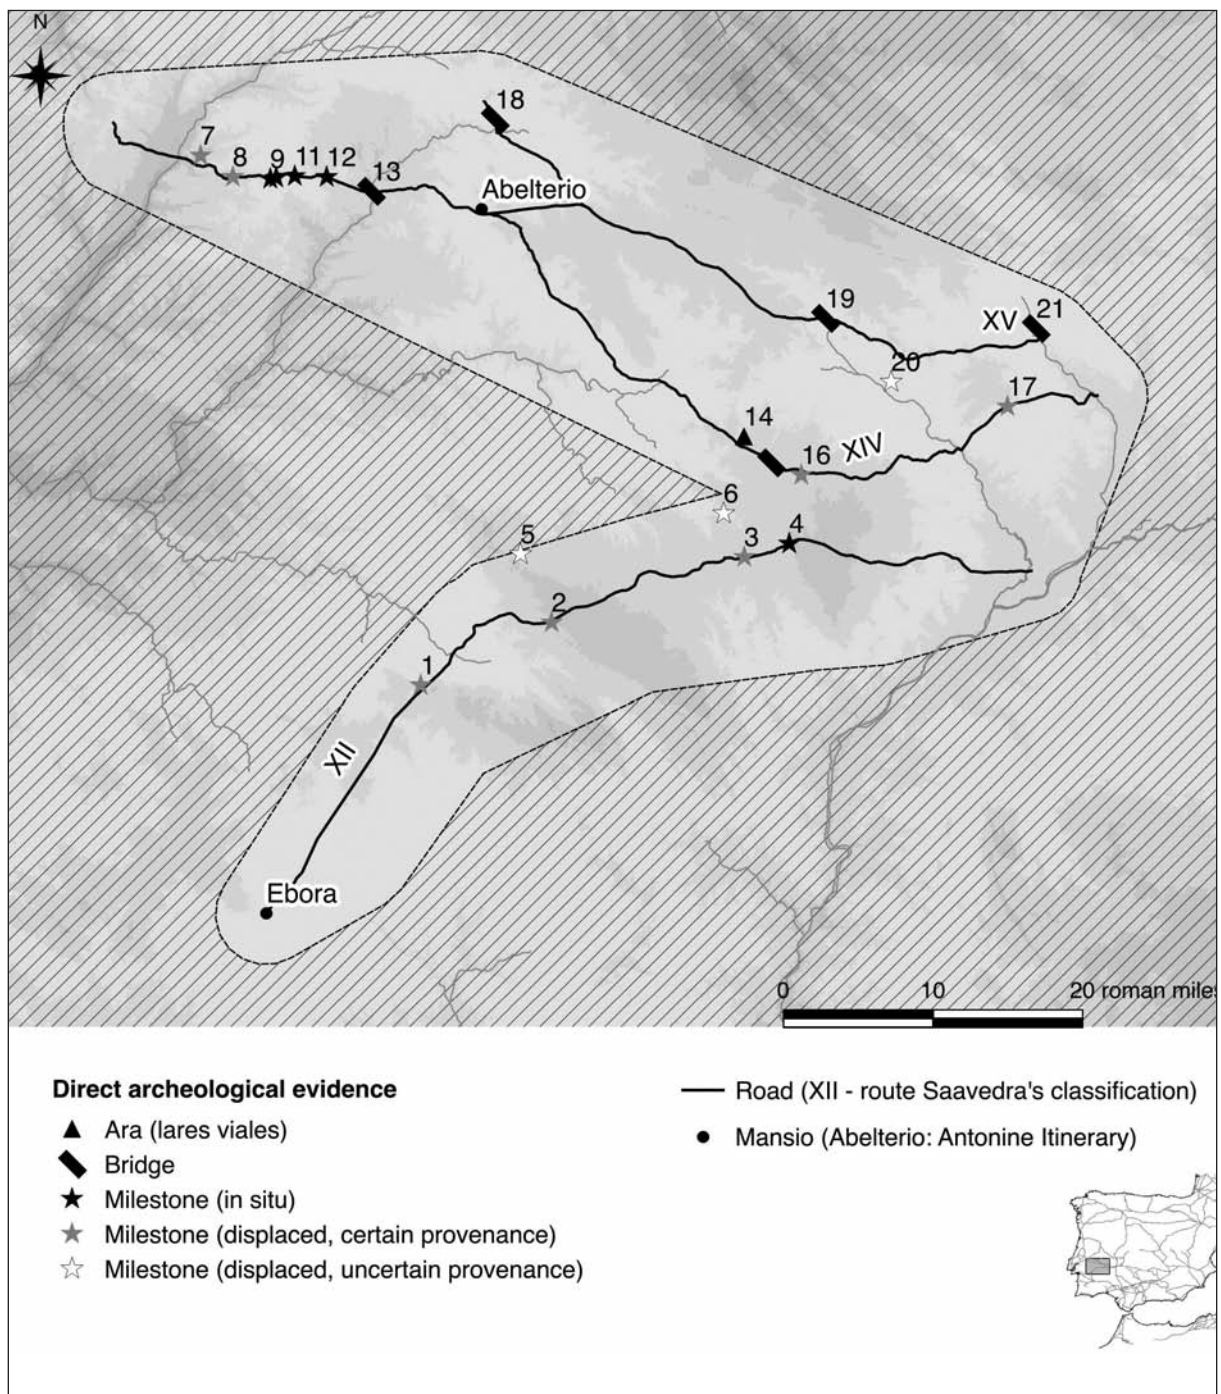 N
18
7
8
9
11
12
13
Abelterio
19
XV
21
20
17
14
XIV
16
6
5
3
4
2
1
XII
Ebora
0
10
20 roman miles
Direct archeological evidence
Ara (lares viales)
Bridge
Milestone (in situ)
Milestone (displaced, certain provenance)
Milestone (displaced, uncertain provenance)
Road (XII - route Saavedra's classification)
Mansio (Abelterio: Antonine Itinerary)